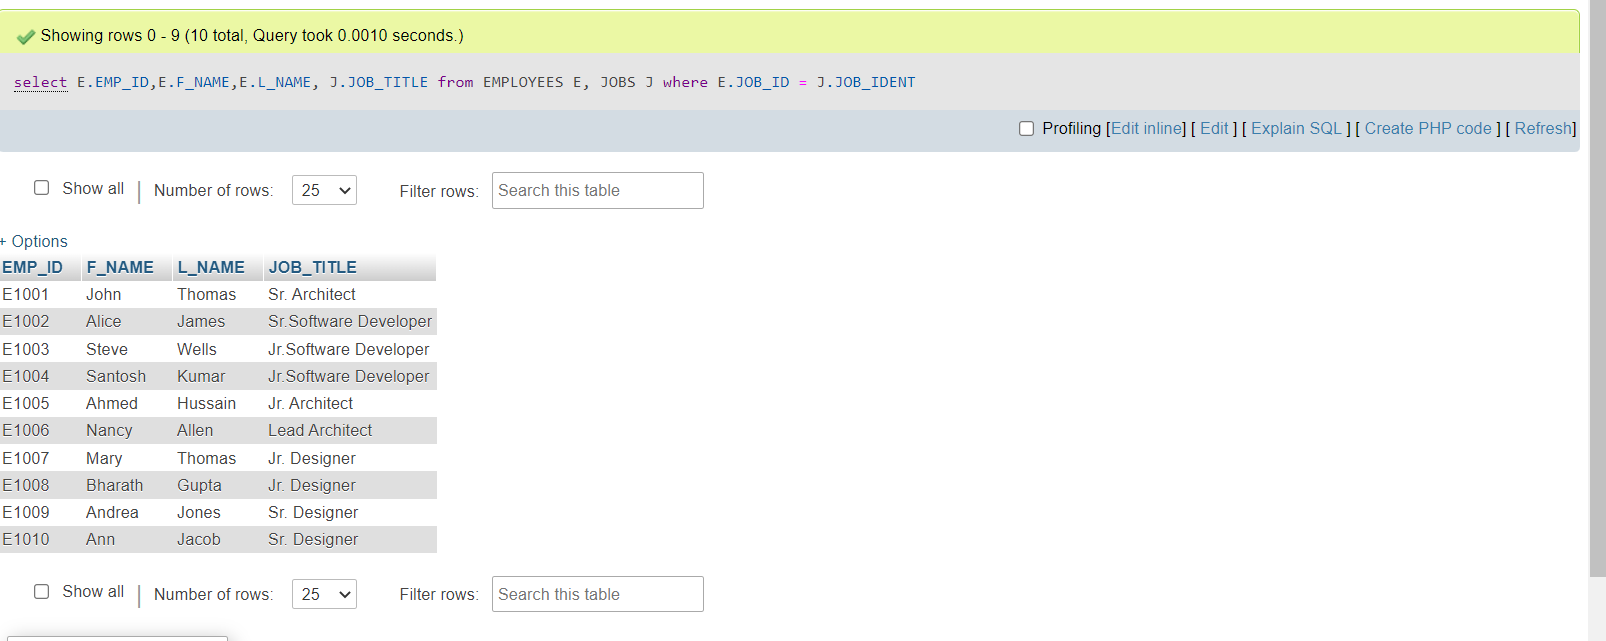 Showing rows 0 - 9 (10 total, Query took 0.0010 seconds.)
select E.EMP_ID,E.F_NAME,E.L_NAME, J.JOB_TITLE from EMPLOYEES E, JOBS J where E.JOB_ID = J.JOB_IDENT
Profiling [Edit inline] [ Edit ] [ Explain SQL ] [ Create PHP code ] [ Refresh]
Show all | Number of rows: 25 Filter rows: Search this table
+ Options
EMP_ID F_NAME L_NAME JOB_TITLE
E1001 John Thomas Sr. Architect
E1002 Alice James Sr.Software Developer
E1003 Steve Wells Jr.Software Developer
E1004 Santosh Kumar Jr.Software Developer
E1005 Ahmed Hussain Jr. Architect
E1006 Nancy Allen Lead Architect
E1007 Mary Thomas Jr. Designer
E1008 Bharath Gupta Jr. Designer
E1009 Andrea Jones Sr. Designer
E1010 Ann Jacob Sr. Designer
Show all | Number of rows: 25 Filter rows: Search this table